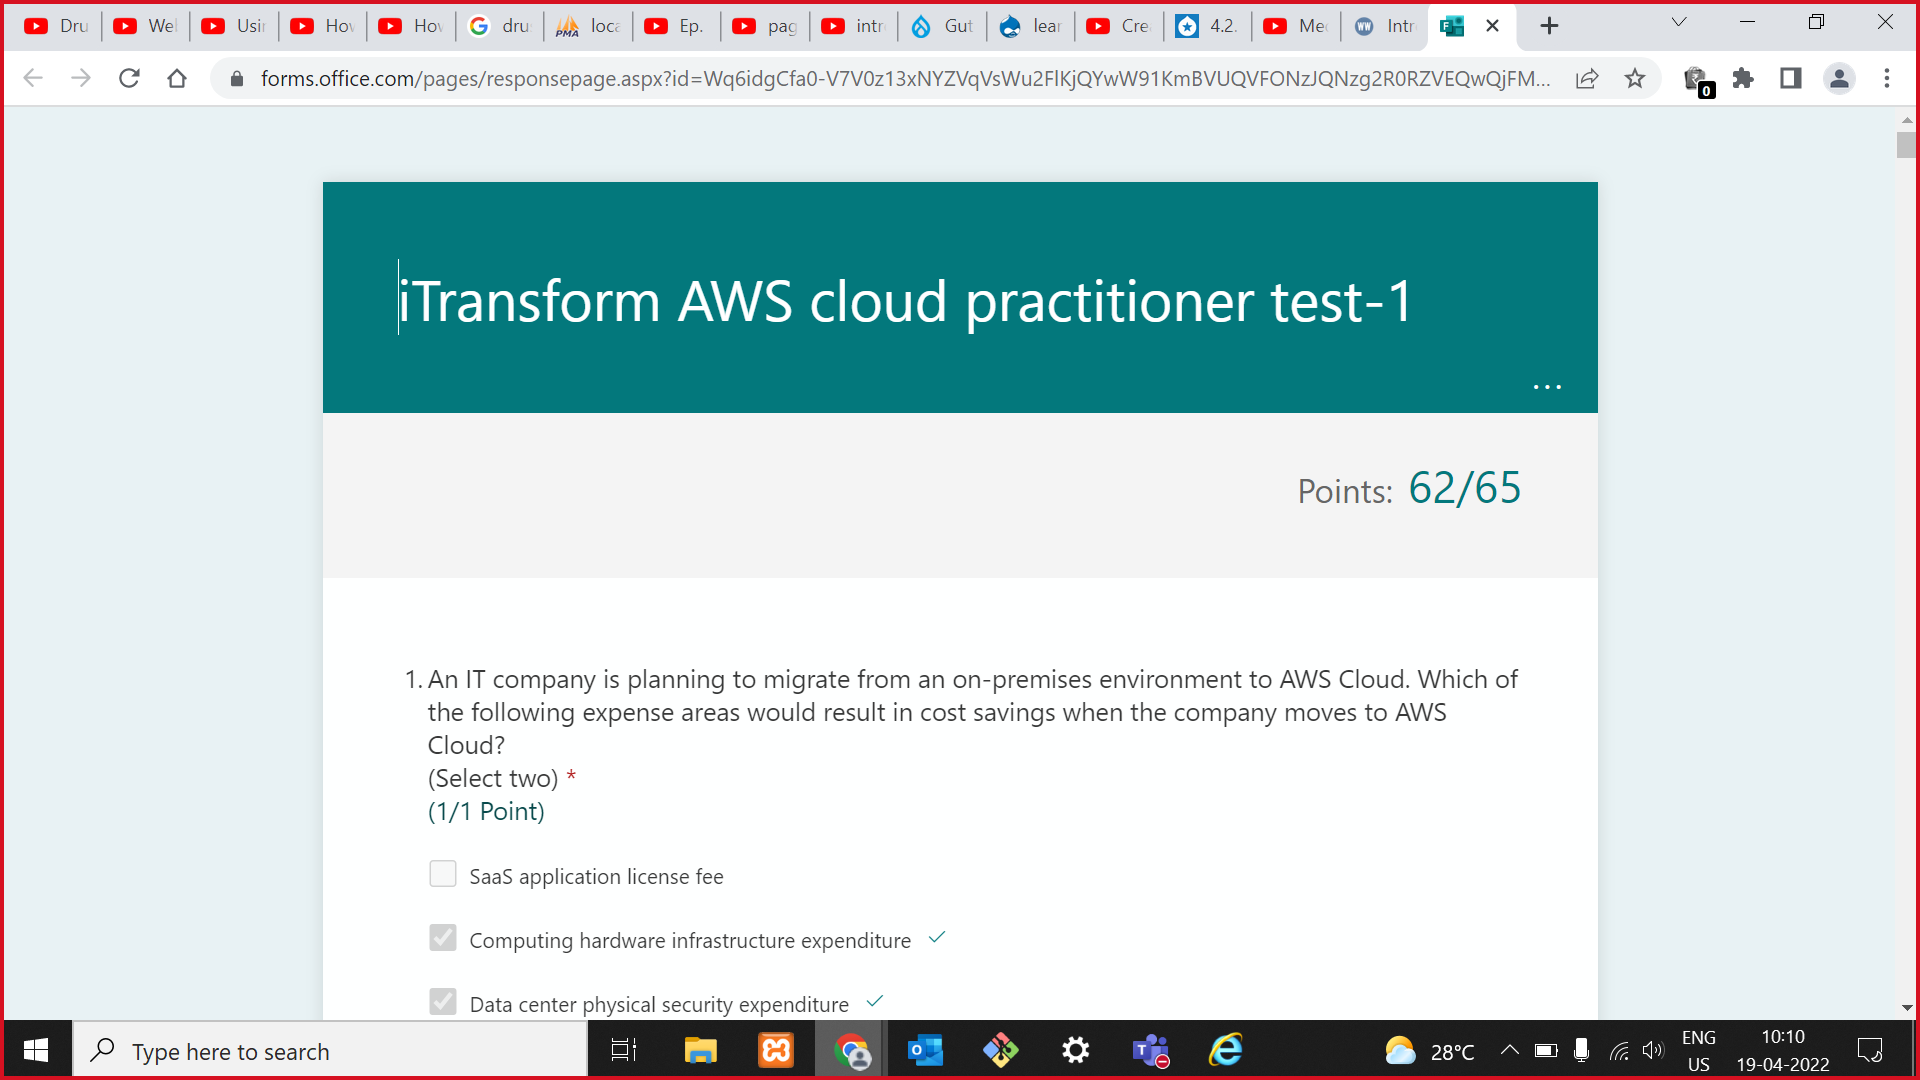 Dru
Wel
Usin
How
How
dru
loca
Ep.
pag
intr
Gut
lear
Cre
4.2.
Me
Intr
forms.office.com/pages/responsepage.aspx?id=Wq6idgCfa0-V7V0z13xNYZVqVsWu2FlKjQYwW91KmBVUQVFONzJQNzg2R0RZVEQwQjFM...
0
iTransform AWS cloud practitioner test-1
...
Points: 62/65
1. An IT company is planning to migrate from an on-premises environment to AWS Cloud. Which of
the following expense areas would result in cost savings when the company moves to AWS
Cloud?
(Select two) *
(1/1 Point)
SaaS application license fee
Computing hardware infrastructure expenditure
Data center physical security expenditure
Type here to search
28°C
ENG
US
10:10
19-04-2022